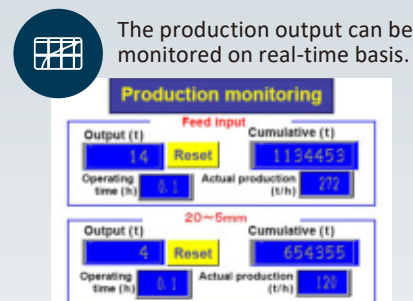 The production output can be
monitored on real-time basis.
Production monitoring
Feed input
Output (t) Cumulative (t)
14 Reset 1134453
Operating time (h) 0.1 Actual production (t/h) 272
20~5mm
Output (t) Cumulative (t)
4 Reset 654355
Operating time (h) 0.1 Actual production (t/h) 120